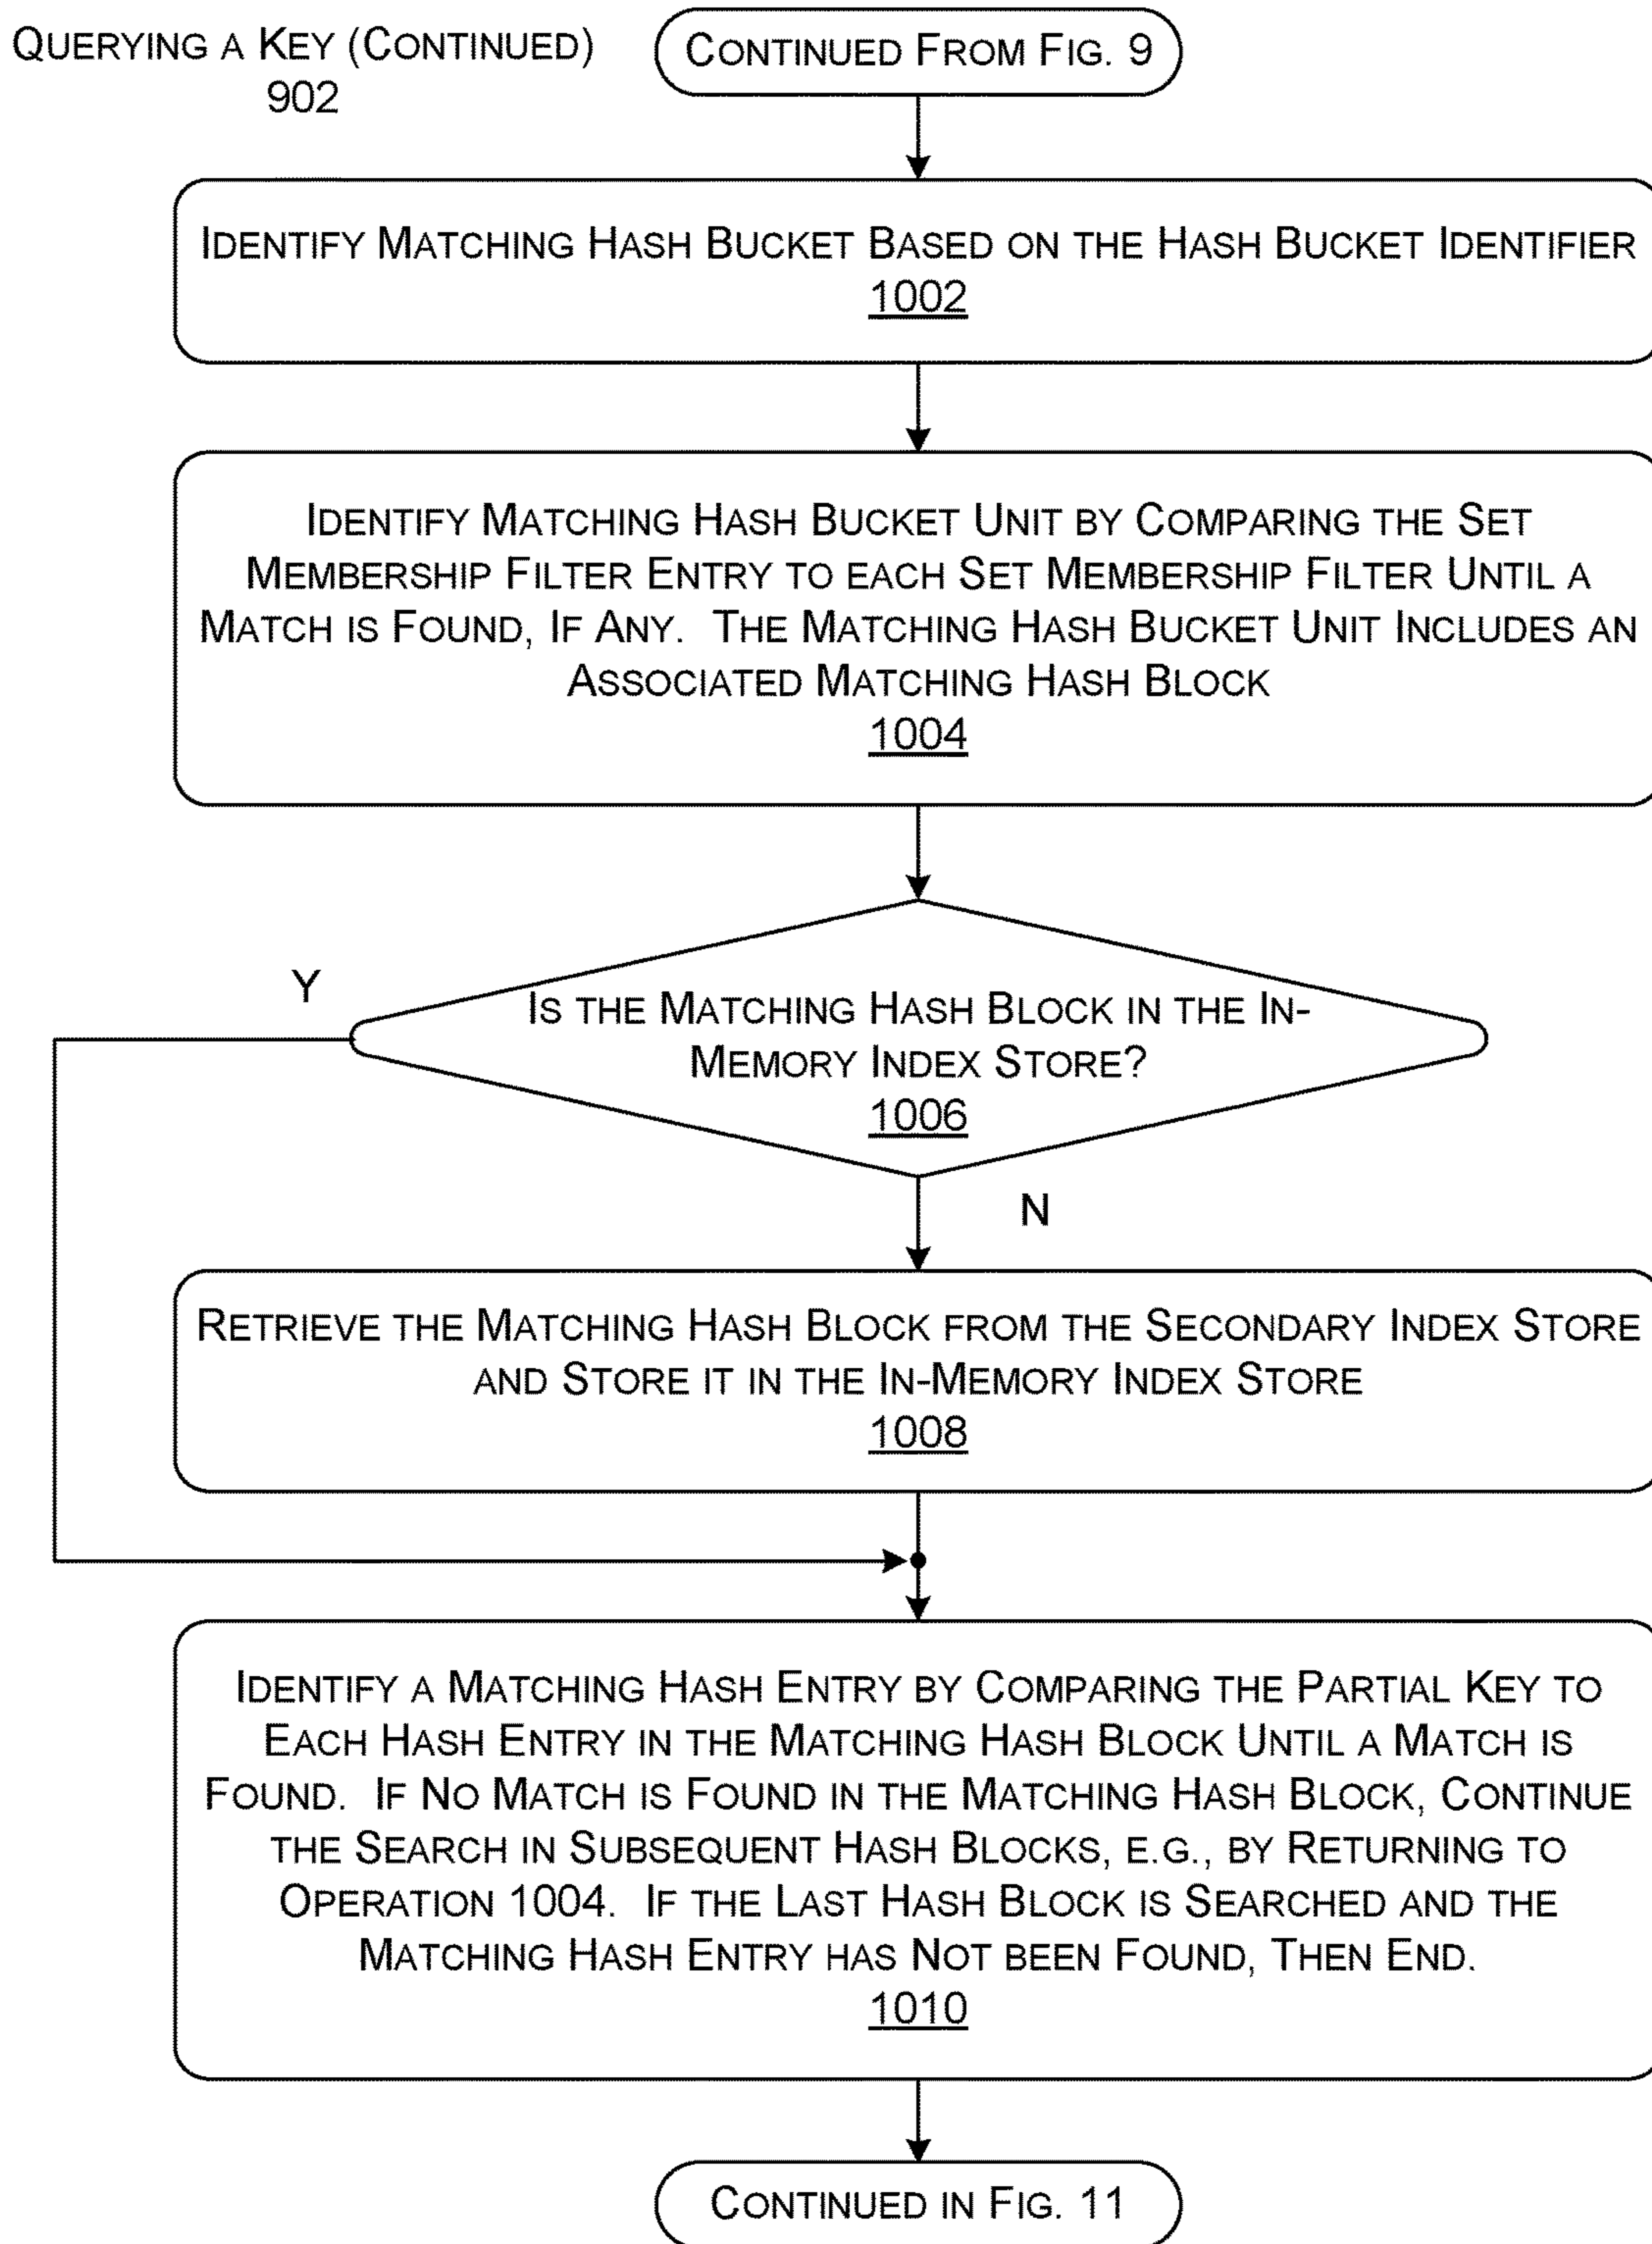 QUERYING A KEY (CONTINUED)
902
CONTINUED FROM FIG. 9
IDENTIFY MATCHING HASH BUCKET BASED ON THE HASH BUCKET IDENTIFIER
1002
IDENTIFY MATCHING HASH BUCKET UNIT BY COMPARING THE SET
MEMBERSHIP FILTER ENTRY TO EACH SET MEMBERSHIP FILTER UNTIL A
MATCH IS FOUND, IF ANY. THE MATCHING HASH BUCKET UNIT INCLUDES AN
ASSOCIATED MATCHING HASH BLOCK
1004
Y
IS THE MATCHING HASH BLOCK IN THE IN-
MEMORY INDEX STORE?
1006
N
RETRIEVE THE MATCHING HASH BLOCK FROM THE SECONDARY INDEX STORE
AND STORE IT IN THE IN-MEMORY INDEX STORE
1008
IDENTIFY A MATCHING HASH ENTRY BY COMPARING THE PARTIAL KEY TO
EACH HASH ENTRY IN THE MATCHING HASH BLOCK UNTIL A MATCH IS
FOUND. IF NO MATCH IS FOUND IN THE MATCHING HASH BLOCK, CONTINUE
THE SEARCH IN SUBSEQUENT HASH BLOCKS, E.G., BY RETURNING TO
OPERATION 1004. IF THE LAST HASH BLOCK IS SEARCHED AND THE
MATCHING HASH ENTRY HAS NOT BEEN FOUND, THEN END.
1010
CONTINUED IN FIG. 11